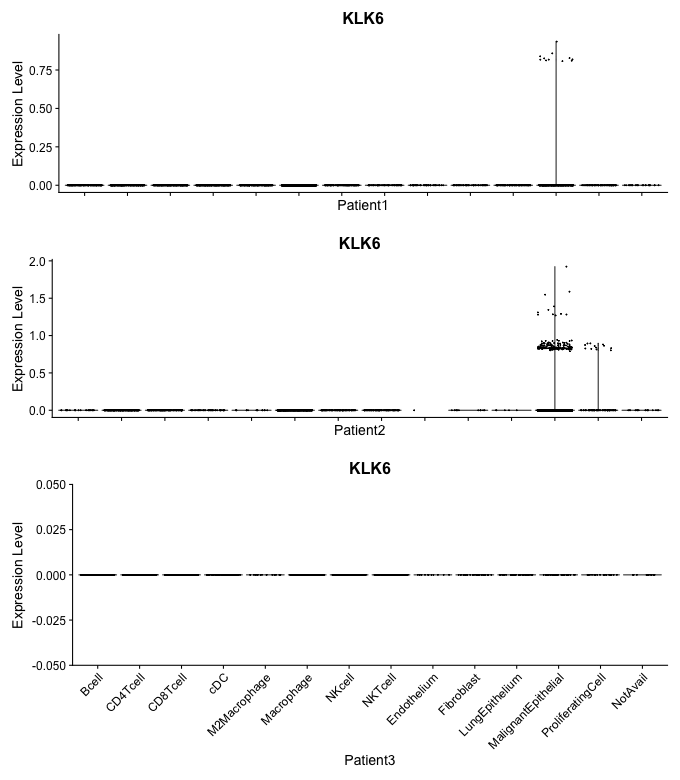 KLK6
Expression Level
0.75
0.50
0.25
0.00
Patient1
KLK6
Expression Level
2.0
1.5
1.0
0.5
0.0
Patient2
KLK6
Expression Level
0.050
0.025
0.000
-0.025
-0.050
Bcell
CD4Tcell
CD8Tcell
cDC
M2Macrophage
Macrophage
NKcell
NKTcell
Endothelium
Fibroblast
LungEpithelium
MalignantEpithelial
ProliferatingCell
NotAvail
Patient3